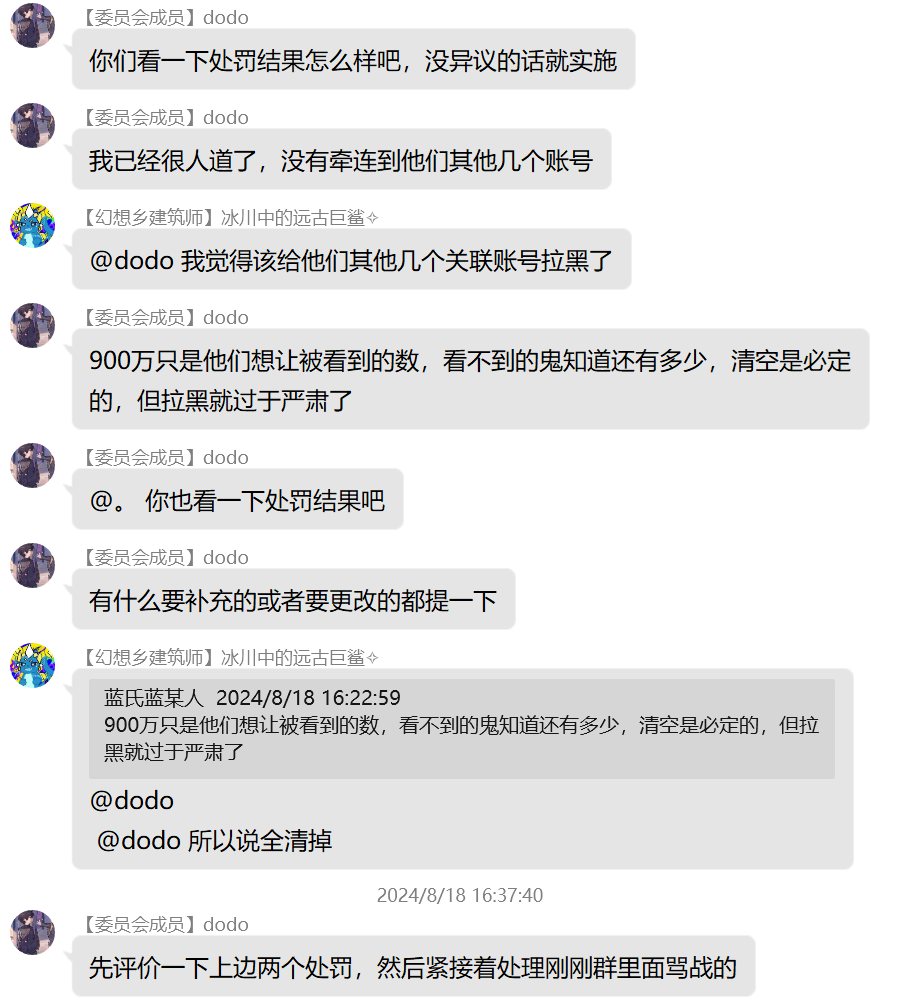 【委员会成员】dodo
你们看一下处罚结果怎么样吧，没异议的话就实施
【委员会成员】dodo
我已经很人道了，没有牵连到他们其他几个账号
【幻想乡建筑师】冰川中的远古巨鲨✧
@dodo 我觉得该给他们其他几个关联账号拉黑了
【委员会成员】dodo
900万只是他们想让被看到的数，看不到的鬼知道还有多少，清空是必定
的，但拉黑就过于严肃了
【委员会成员】dodo
@。 你也看一下处罚结果吧
【委员会成员】dodo
有什么要补充的或者要更改的都提一下
【幻想乡建筑师】冰川中的远古巨鲨✧
蓝氏蓝某人 2024/8/18 16:22:59
900万只是他们想让被看到的数，看不到的鬼知道还有多少，清空是必定的，但拉
黑就过于严肃了
@dodo
@dodo 所以说全清掉
2024/8/18 16:37:40
【委员会成员】dodo
先评价一下上边两个处罚，然后紧接着处理刚刚群里面骂战的